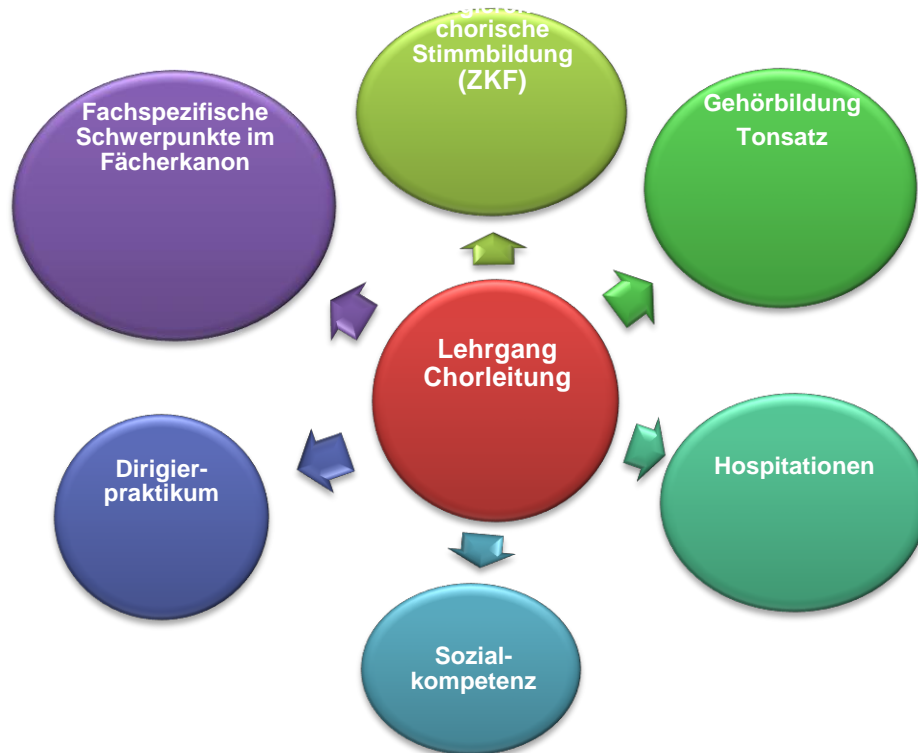 chorische
Stimmbildung
(ZKF)
Fachspezifische
Schwerpunkte im
Fächerkanon
Gehörbildung
Tonsatz
Lehrgang
Chorleitung
Dirigier-
praktikum
Hospitationen
Sozial-
kompetenz